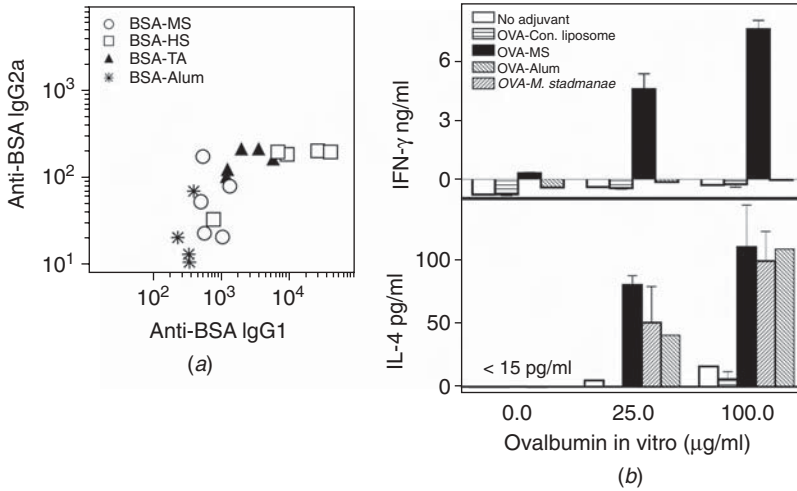 (a)
BSA-MS
BSA-HS
BSA-TA
BSA-Alum
Anti-BSA IgG2a
10³
10²
10¹
10² 10³ 10⁴
Anti-BSA IgG1
(a)
(b)
No adjuvant
OVA-Con. liposome
OVA-MS
OVA-Alum
OVA-M. stadmanae
IFN-γ ng/ml
6
3
0
IL-4 pg/ml
100
50
0
< 15 pg/ml
0.0 25.0 100.0
Ovalbumin in vitro (μg/ml)
(b)